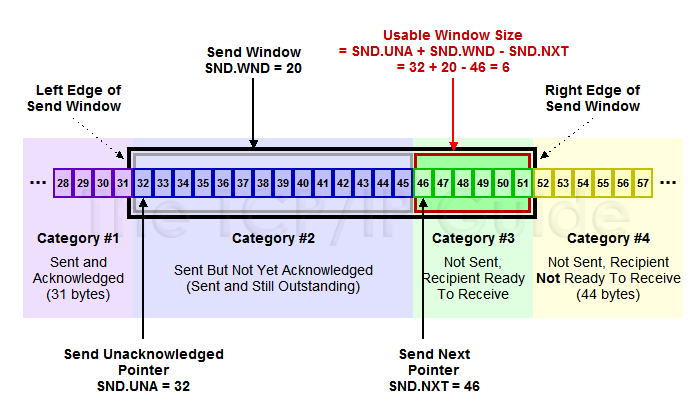 Usable Window Size
= SND.UNA + SND.WND - SND.NXT
= 32 + 20 - 46 = 6
Send Window
SND.WND = 20
Left Edge of
Send Window
Right Edge of
Send Window
... 28 29 30 31 32 33 34 35 36 37 38 39 40 41 42 43 44 45 46 47 48 49 50 51 52 53 54 55 56 57 ...
The TCP/IP Guide
Category #1
Sent and
Acknowledged
(31 bytes)
Category #2
Sent But Not Yet Acknowledged
(Sent and Still Outstanding)
Category #3
Not Sent,
Recipient Ready
To Receive
Category #4
Not Sent, Recipient
Not Ready To Receive
(44 bytes)
Send Unacknowledged
Pointer
SND.UNA = 32
Send Next
Pointer
SND.NXT = 46